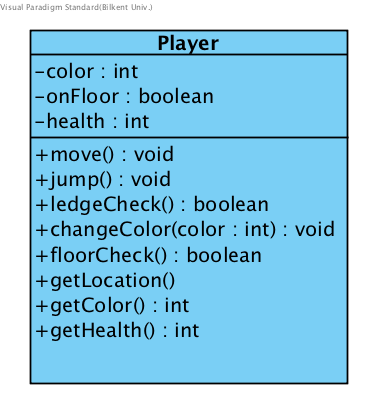 Visual Paradigm Standard(Bilkent Univ.)
Player
-color : int
-onFloor : boolean
-health : int
+move() : void
+jump() : void
+ledgeCheck() : boolean
+changeColor(color : int) : void
+floorCheck() : boolean
+getLocation()
+getColor() : int
+getHealth() : int